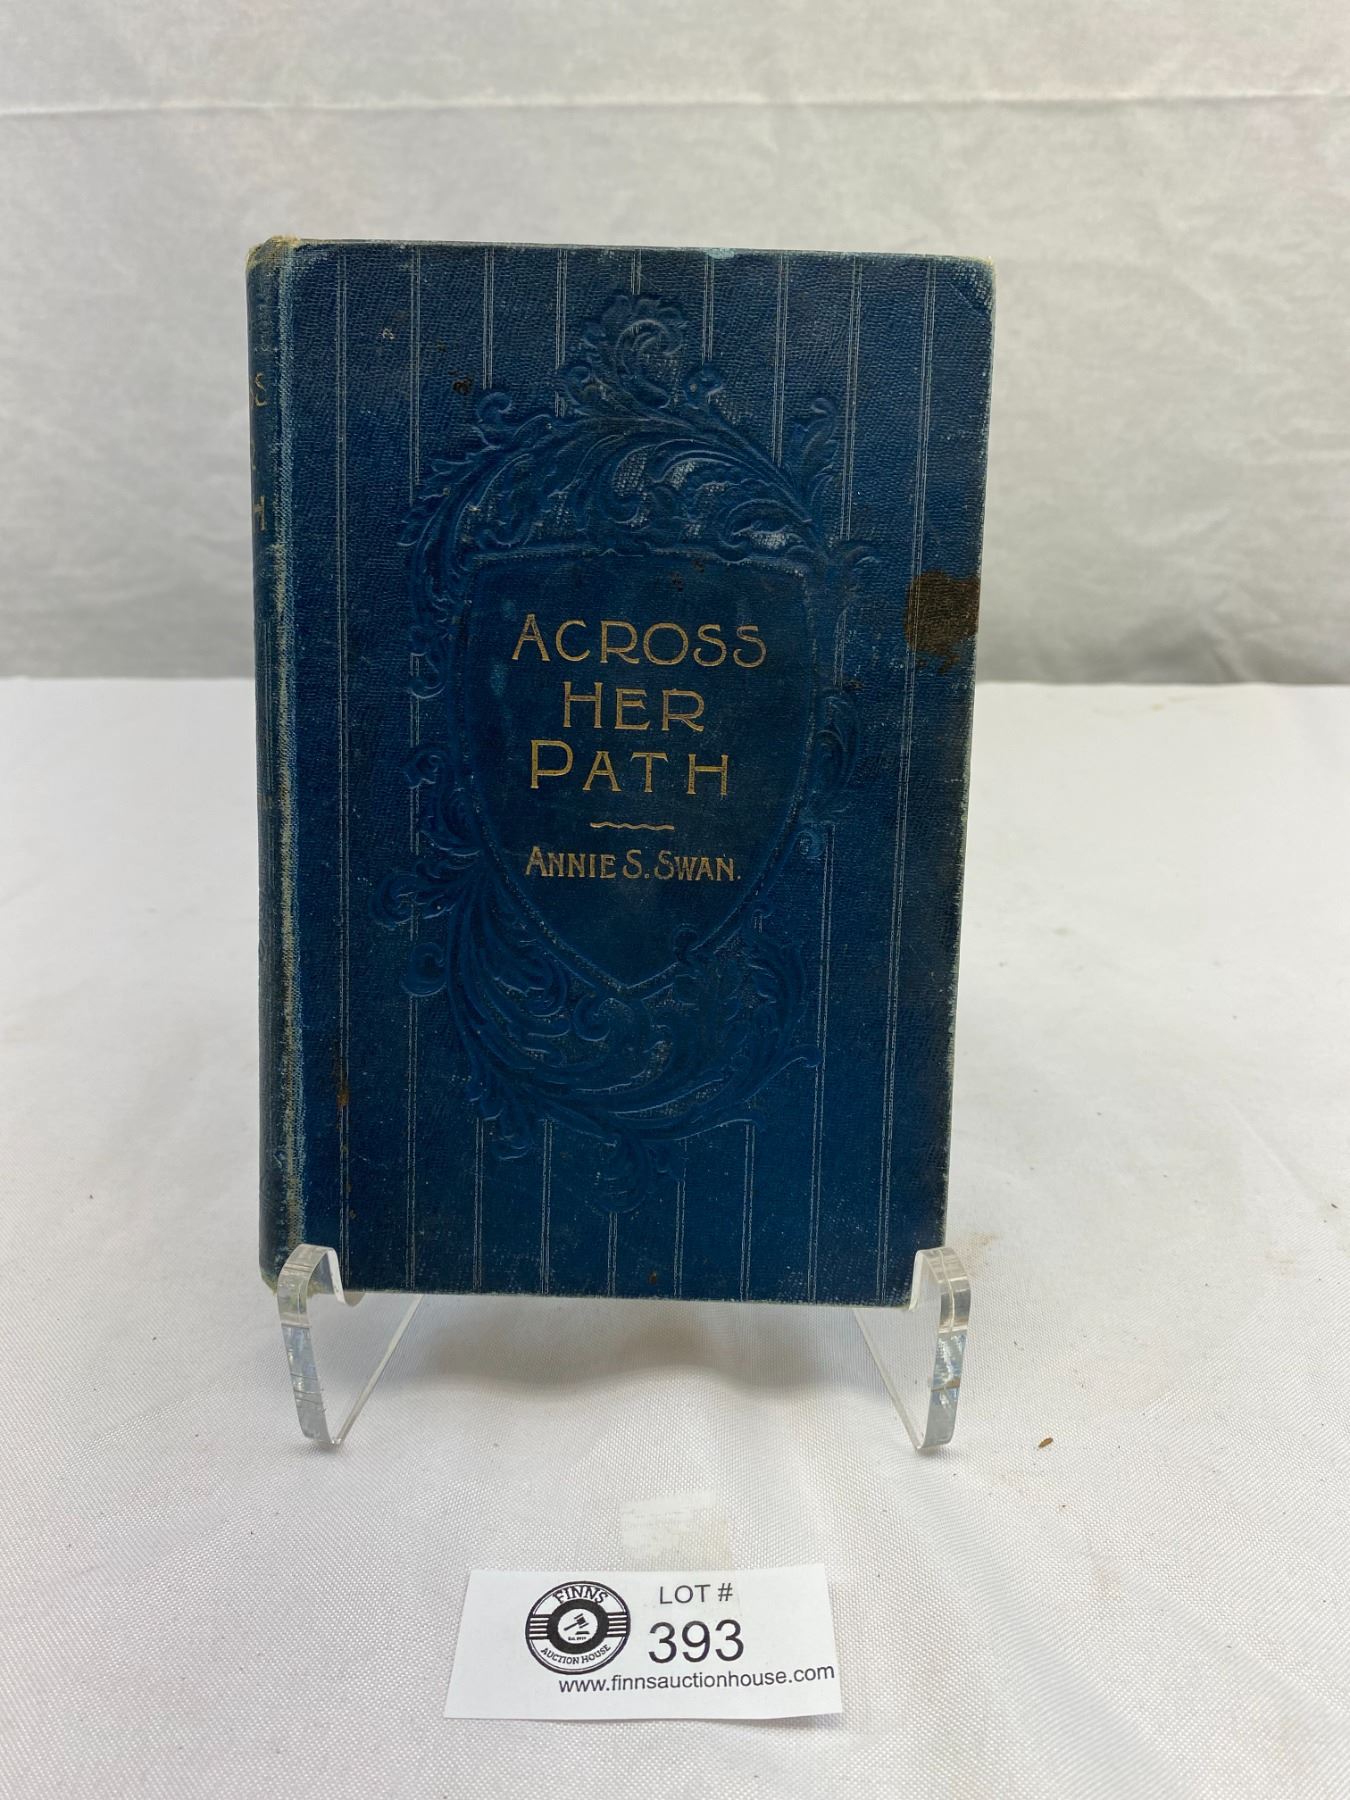 ACROSS
HER
PATH
ANNIE S. SWAN.
FINNS
AUCTION HOUSE
LOT #
393
www.finnsauctionhouse.com